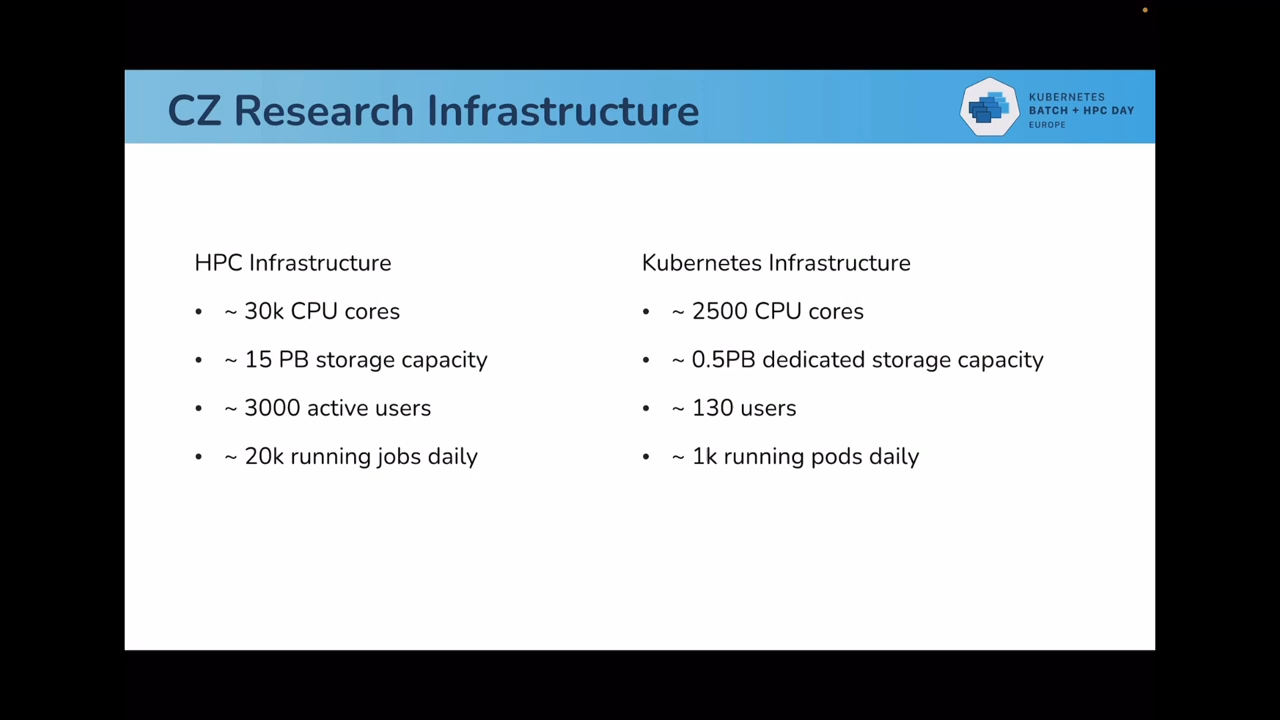 CZ Research Infrastructure
KUBERNETES
BATCH + HPC DAY
EUROPE
HPC Infrastructure
• ~ 30k CPU cores
• ~ 15 PB storage capacity
• ~ 3000 active users
• ~ 20k running jobs daily
Kubernetes Infrastructure
• ~ 2500 CPU cores
• ~ 0.5PB dedicated storage capacity
• ~ 130 users
• ~ 1k running pods daily